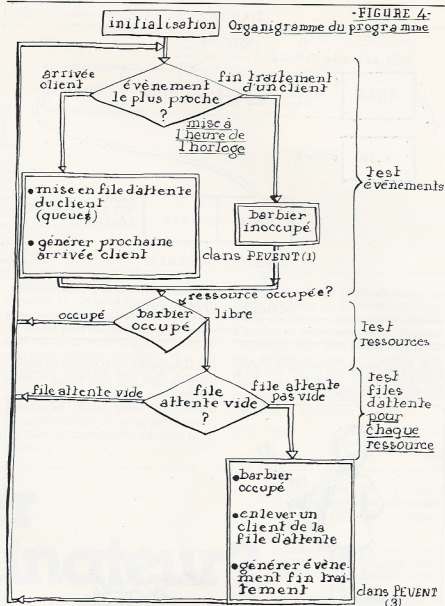 -FIGURE 4-
Organigramme du programme
initialisation
arrivée
client
évènement
le plus proche
?
fin traitement
d'un client
mise à
l'heure de
l'horloge
test
évènements
• mise en file d'attente
du client
(queue$)
• générer prochaine
arrivée client
barbier
inoccupé
dans PEVENT(1)
ressource occupée?
occupé
barbier
occupé
libre
test
ressources
file attente vide
file
attente vide
?
file attente
pas vide
test
files
d'attente
pour
chaque
ressource
• barbier
occupé
• enlever un
client de la
file d'attente
• générer évène-
ment fin trai-
tement
dans PEVENT
(3)